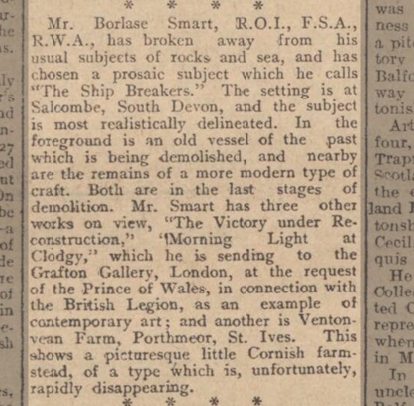 * * * *
Mr. Borlase Smart, R.O.I., F.S.A.,
R.W.A., has broken away from his
usual subjects of rocks and sea, and has
chosen a prosaic subject which he calls
"The Ship Breakers." The setting is at
Salcombe, South Devon, and the subject
is most realistically delineated. In the
foreground is an old vessel of the past
which is being demolished, and nearby
are the remains of a more modern type of
craft. Both are in the last stages of
demolition. Mr. Smart has three other
works on view, "The Victory under Re-
construction," "Morning Light at
Clodgy," which he is sending to the
Grafton Gallery, London, at the request
of the Prince of Wales, in connection with
the British Legion, as an example of
contemporary art; and another is Venton-
vean Farm, Porthmeor, St. Ives. This
shows a picturesque little Cornish farm-
stead, of a type which is, unfortunately,
rapidly disappearing.
* * * *